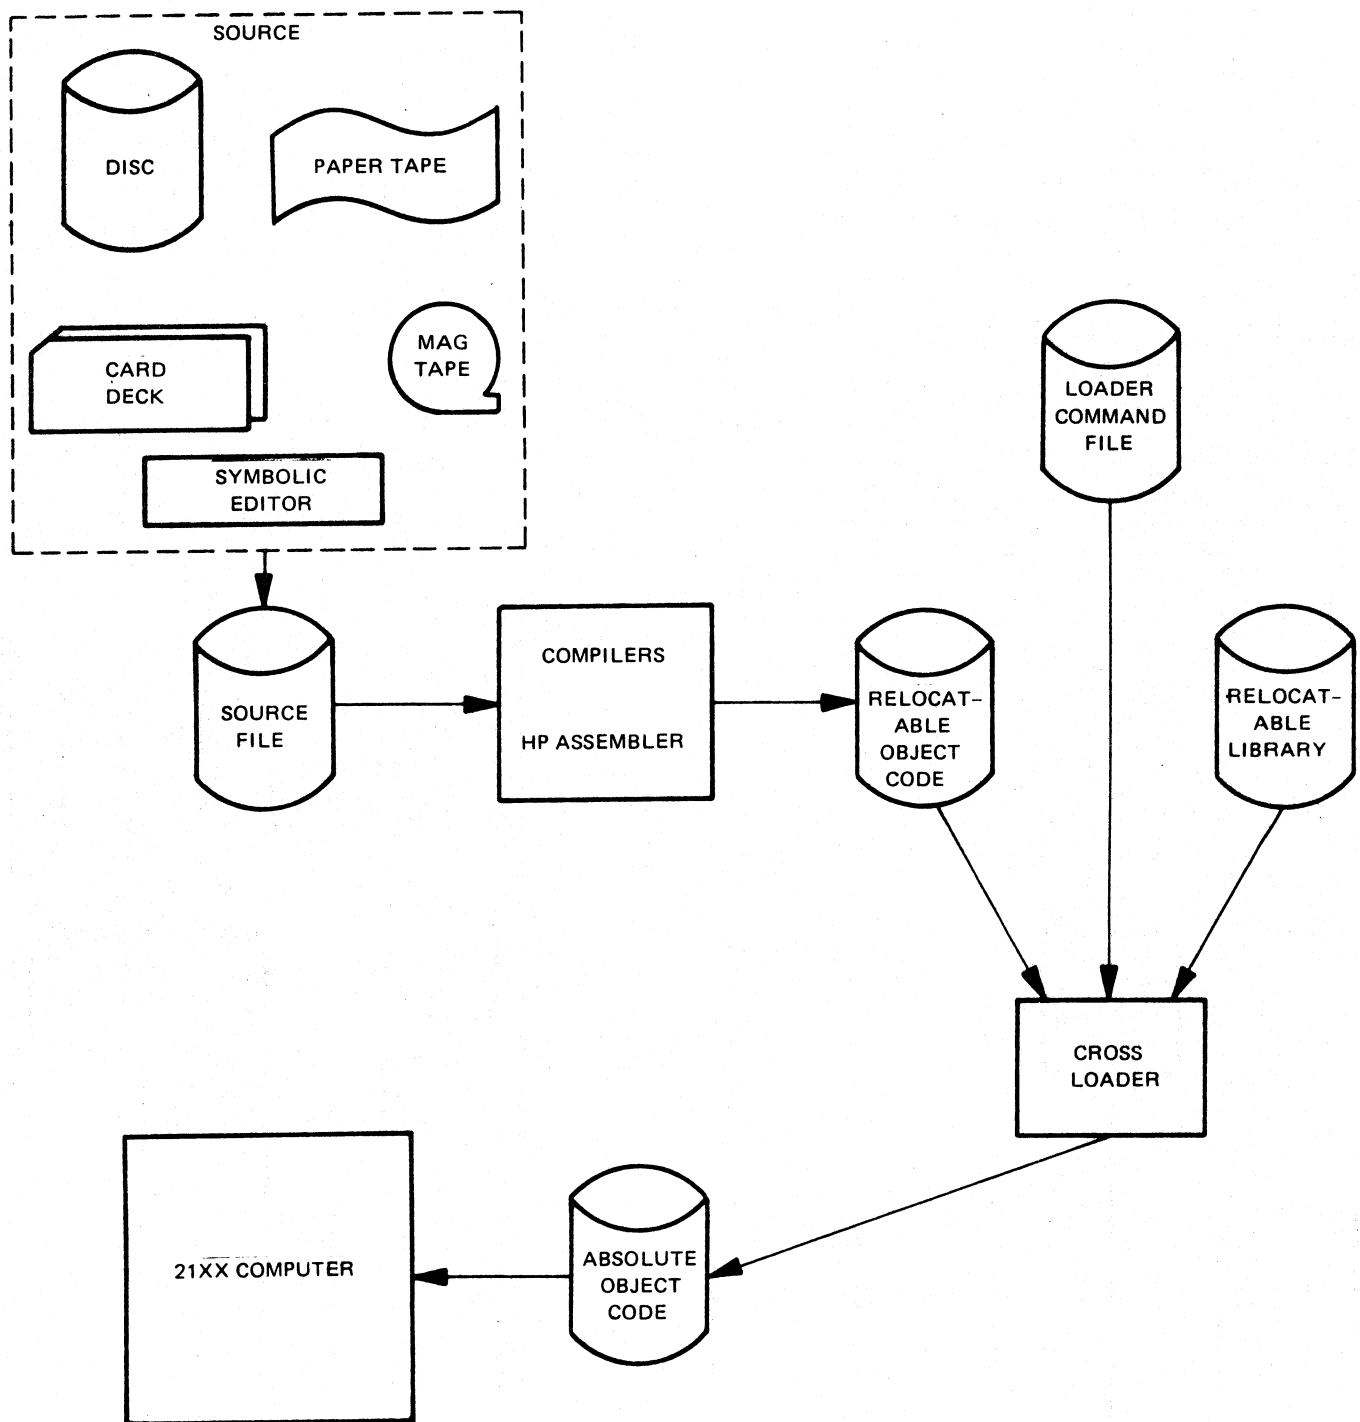 SOURCE
DISC
PAPER TAPE
CARD
DECK
MAG
TAPE
SYMBOLIC
EDITOR
LOADER
COMMAND
FILE
SOURCE
FILE
COMPILERS
HP ASSEMBLER
RELOCAT-
ABLE
OBJECT
CODE
RELOCAT-
ABLE
LIBRARY
CROSS
LOADER
21XX COMPUTER
ABSOLUTE
OBJECT
CODE